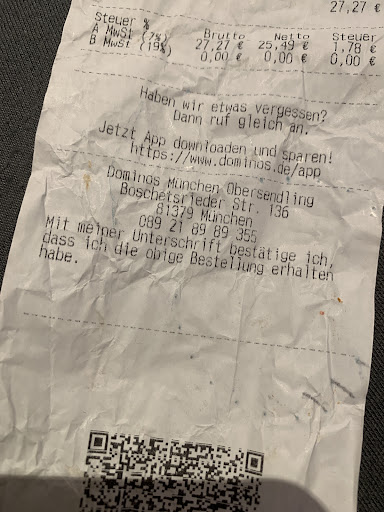 27,27 €
Steuer % Brutto Netto Steuer
A MwSt (7%) 27,27 € 25,49 € 1,78 €
B MwSt (19%) 0,00 € 0,00 € 0,00 €
Haben wir etwas vergessen?
Dann ruf gleich an.
Jetzt App downloaden und sparen!
https://www.dominos.de/app
Dominos München Obersendling
Boschetsrieder Str. 136
81379 München
089 21 89 89 355
Mit meiner Unterschrift bestätige ich,
dass ich die obige Bestellung erhalten
habe.